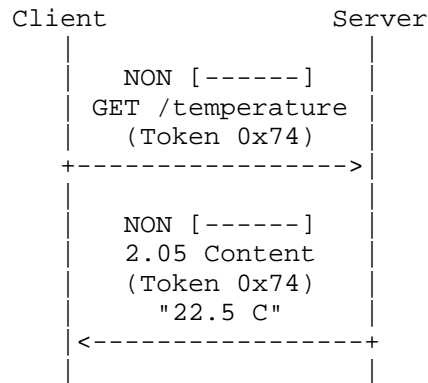 Client Server
NON [------]
GET /temperature
(Token 0x74)
+----------------->
NON [------]
2.05 Content
(Token 0x74)
"22.5 C"
<-----------------+